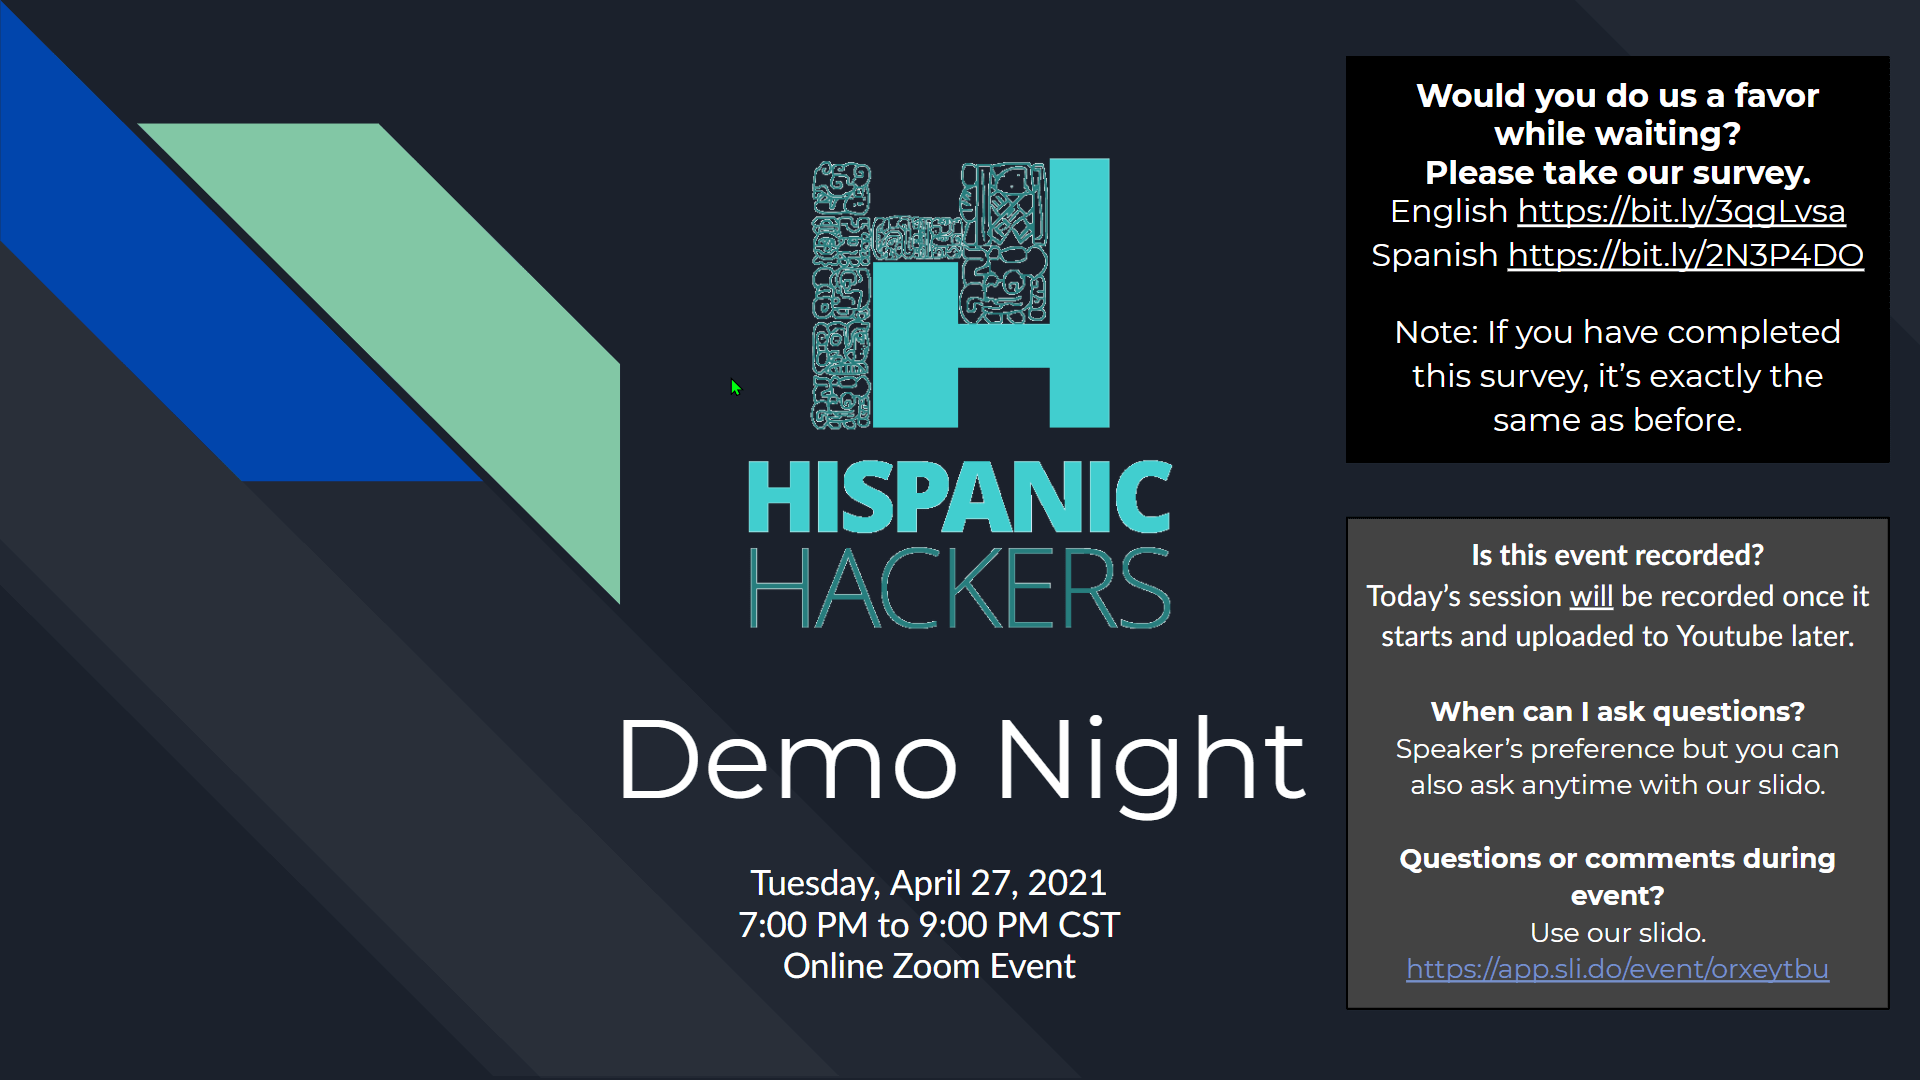 HISPANIC
HACKERS
Demo Night
Tuesday, April 27, 2021
7:00 PM to 9:00 PM CST
Online Zoom Event
Would you do us a favor
while waiting?
Please take our survey.
English https://bit.ly/3qgLvsa
Spanish https://bit.ly/2N3P4DO
Note: If you have completed
this survey, it’s exactly the
same as before.
Is this event recorded?
Today’s session will be recorded once it
starts and uploaded to Youtube later.
When can I ask questions?
Speaker’s preference but you can
also ask anytime with our slido.
Questions or comments during
event?
Use our slido.
https://app.sli.do/event/orxeytbu